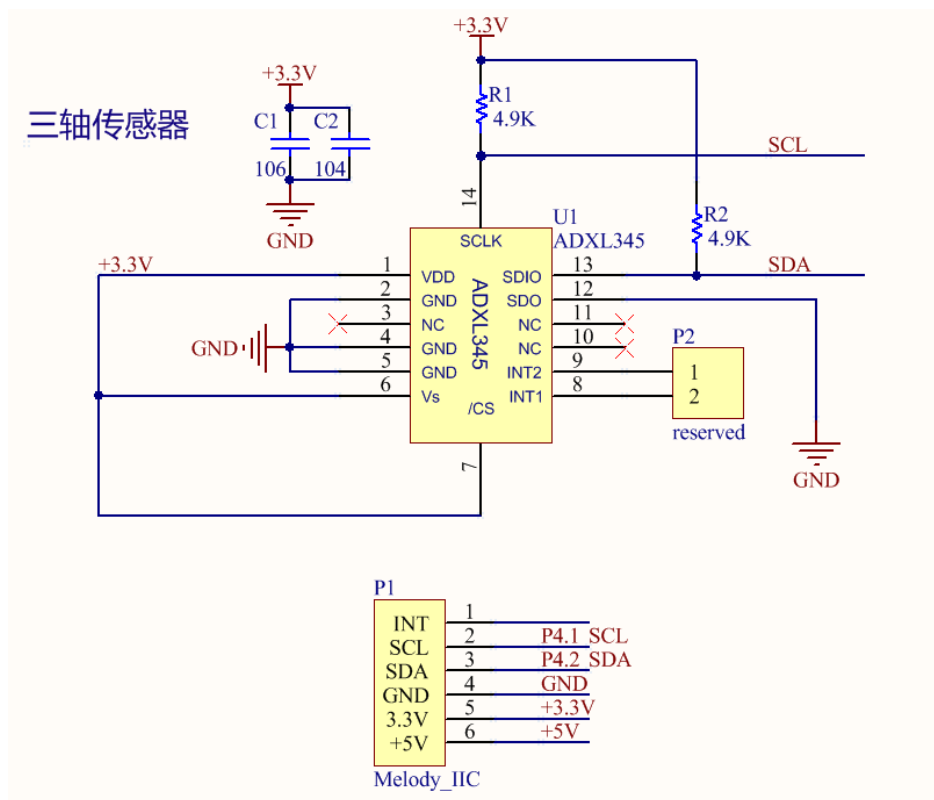 +3.3V
+3.3V
三轴传感器
C1
C2
106
104
GND
R1
4.9K
SCL
14
R2
4.9K
SDA
U1
ADXL345
SCLK
ADXL345
+3.3V
1
VDD
2
GND
3
NC
4
GND
5
GND
6
Vs
GND
/CS
7
SDIO
13
SDO
12
NC
11
NC
10
INT2
9
INT1
8
P2
1
2
reserved
GND
P1
INT
1
SCL
2
P4.1 SCL
SDA
3
P4.2 SDA
GND
4
GND
3.3V
5
+3.3V
+5V
6
+5V
Melody_IIC